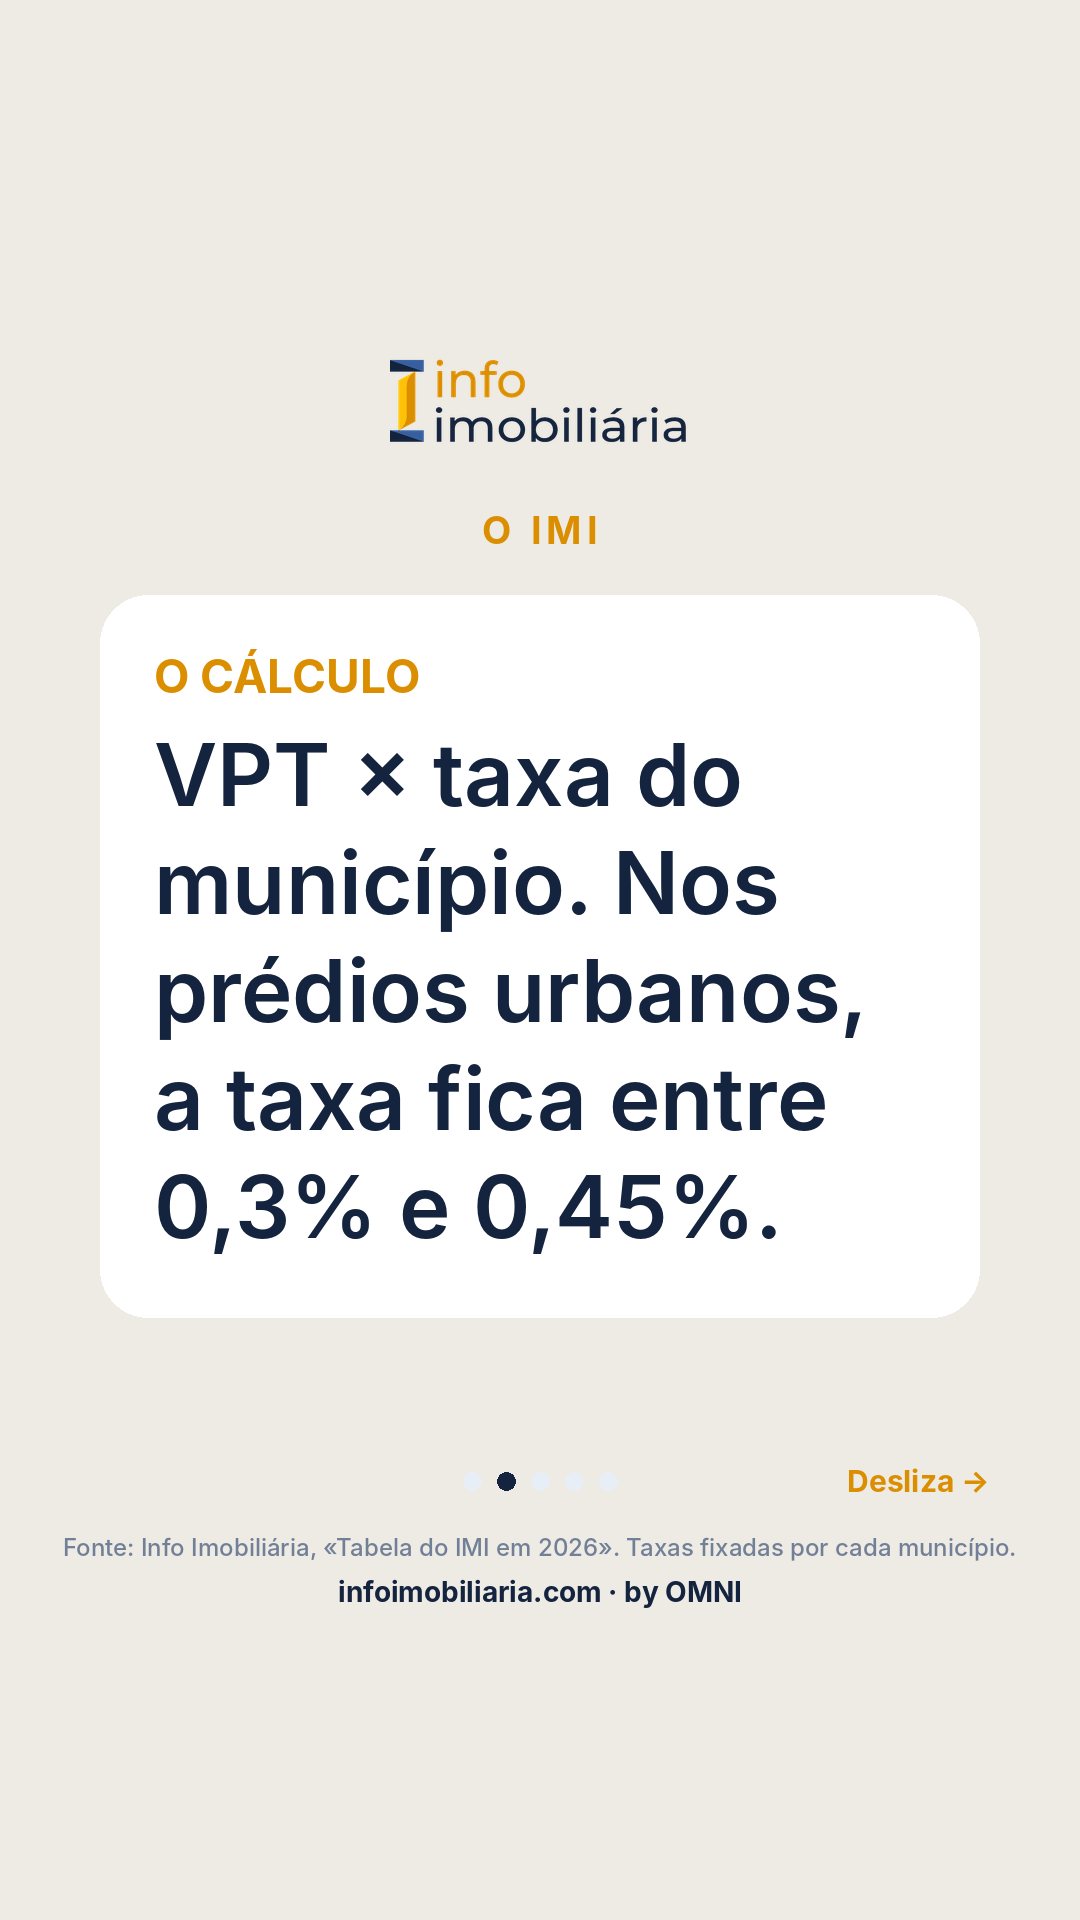 info
imobiliária
O IMI
O CÁLCULO
VPT × taxa do
município. Nos
prédios urbanos,
a taxa fica entre
0,3% e 0,45%.
Desliza →
Fonte: Info Imobiliária, «Tabela do IMI em 2026». Taxas fixadas por cada município.
infoimobiliaria.com · by OMNI